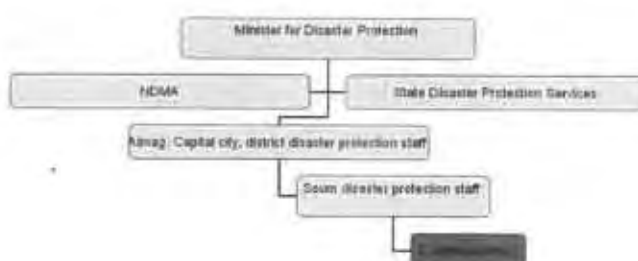 Minister for Disaster Protection
NDMA
State Disaster Protection Services
Aimag, Capital city, district disaster protection staff
Soum disaster protection staff